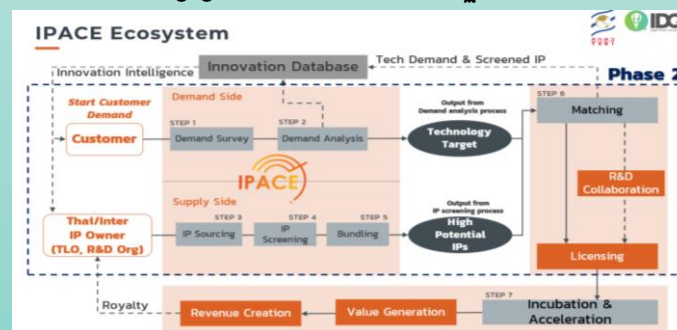 IPACE Ecosystem
IDG
Innovation Database
Tech Demand & Screened IP
Innovation Intelligence
Phase 2
Start Customer
Demand
Customer
Demand Side
STEP 1
Demand Survey
STEP 2
Demand Analysis
Output from
Demand analysis process
Technology
Target
STEP 6
Matching
IPACE
R&D
Collaboration
Thai/Inter
IP Owner
(TLO, R&D Org)
Supply Side
STEP 3
IP Sourcing
STEP 4
IP
Screening
STEP 5
Bundling
Output from
IP screening process
High
Potential
IPs
Licensing
Royalty
Revenue Creation
Value Generation
STEP 7
Incubation &
Acceleration